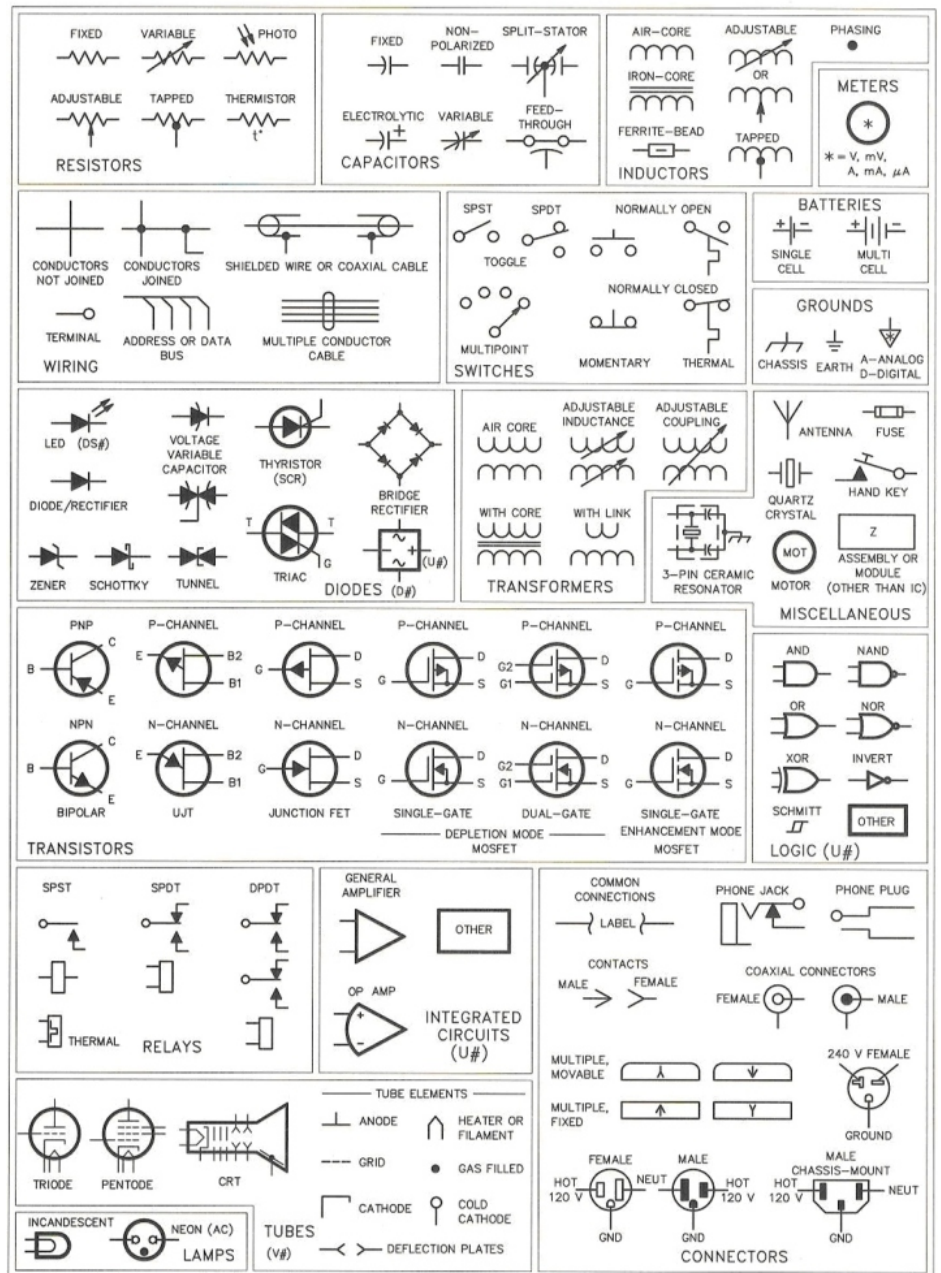 FIXED
VARIABLE
PHOTO
ADJUSTABLE
TAPPED
THERMISTOR
t°
RESISTORS
FIXED
NON-
POLARIZED
SPLIT-STATOR
ELECTROLYTIC
+
VARIABLE
FEED-
THROUGH
CAPACITORS
AIR-CORE
ADJUSTABLE
IRON-CORE
OR
FERRITE-BEAD
TAPPED
INDUCTORS
PHASING
METERS
*
* = V, mV,
A, mA, μA
CONDUCTORS
NOT JOINED
CONDUCTORS
JOINED
SHIELDED WIRE OR COAXIAL CABLE
TERMINAL
ADDRESS OR DATA
BUS
MULTIPLE CONDUCTOR
CABLE
WIRING
SPST
SPDT
TOGGLE
NORMALLY OPEN
NORMALLY CLOSED
MULTIPOINT
MOMENTARY
THERMAL
SWITCHES
BATTERIES
+ -
SINGLE
CELL
+ -
MULTI
CELL
GROUNDS
CHASSIS
EARTH
*
A-ANALOG
D-DIGITAL
LED (DS#)
VOLTAGE
VARIABLE
CAPACITOR
THYRISTOR
(SCR)
BRIDGE
RECTIFIER
DIODE/RECTIFIER
T T
G
TRIAC
~
- +
~
(U#)
ZENER
SCHOTTKY
TUNNEL
DIODES (D#)
AIR CORE
ADJUSTABLE
INDUCTANCE
ADJUSTABLE
COUPLING
WITH CORE
WITH LINK
TRANSFORMERS
ANTENNA
FUSE
QUARTZ
CRYSTAL
HAND KEY
3-PIN CERAMIC
RESONATOR
MOT
MOTOR
Z
ASSEMBLY OR
MODULE
(OTHER THAN IC)
MISCELLANEOUS
PNP
B
C
E
P-CHANNEL
E
B2
B1
P-CHANNEL
G
D
S
P-CHANNEL
G
D
S
P-CHANNEL
G2
G1
D
S
P-CHANNEL
G
D
S
NPN
B
C
E
BIPOLAR
N-CHANNEL
E
B2
B1
UJT
N-CHANNEL
G
D
S
JUNCTION FET
N-CHANNEL
G
D
S
SINGLE-GATE
N-CHANNEL
G2
G1
D
S
DUAL-GATE
N-CHANNEL
G
D
S
SINGLE-GATE
DEPLETION MODE
MOSFET
ENHANCEMENT MODE
MOSFET
TRANSISTORS
AND
NAND
OR
NOR
XOR
INVERT
SCHMITT
OTHER
LOGIC (U#)
SPST
SPDT
DPDT
THERMAL
RELAYS
GENERAL
AMPLIFIER
OTHER
OP AMP
+
-
INTEGRATED
CIRCUITS
(U#)
COMMON
CONNECTIONS
LABEL
PHONE JACK
PHONE PLUG
CONTACTS
MALE
FEMALE
COAXIAL CONNECTORS
FEMALE
MALE
MULTIPLE,
MOVABLE
MULTIPLE,
FIXED
240 V FEMALE
GROUND
FEMALE
HOT
120 V
NEUT
GND
MALE
HOT
120 V
GND
MALE
CHASSIS-MOUNT
HOT
120 V
NEUT
GND
CONNECTORS
TRIODE
PENTODE
CRT
TUBE ELEMENTS
ANODE
HEATER OR
FILAMENT
GRID
GAS FILLED
CATHODE
COLD
CATHODE
DEFLECTION PLATES
TUBES
(V#)
INCANDESCENT
NEON (AC)
LAMPS